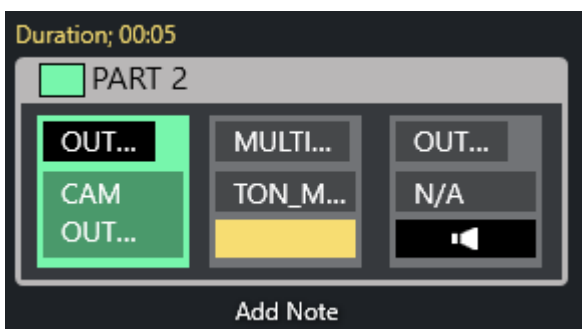 Duration; 00:05
PART 2
OUT... MULTI... OUT...
CAM TON_M... N/A
OUT...
Add Note